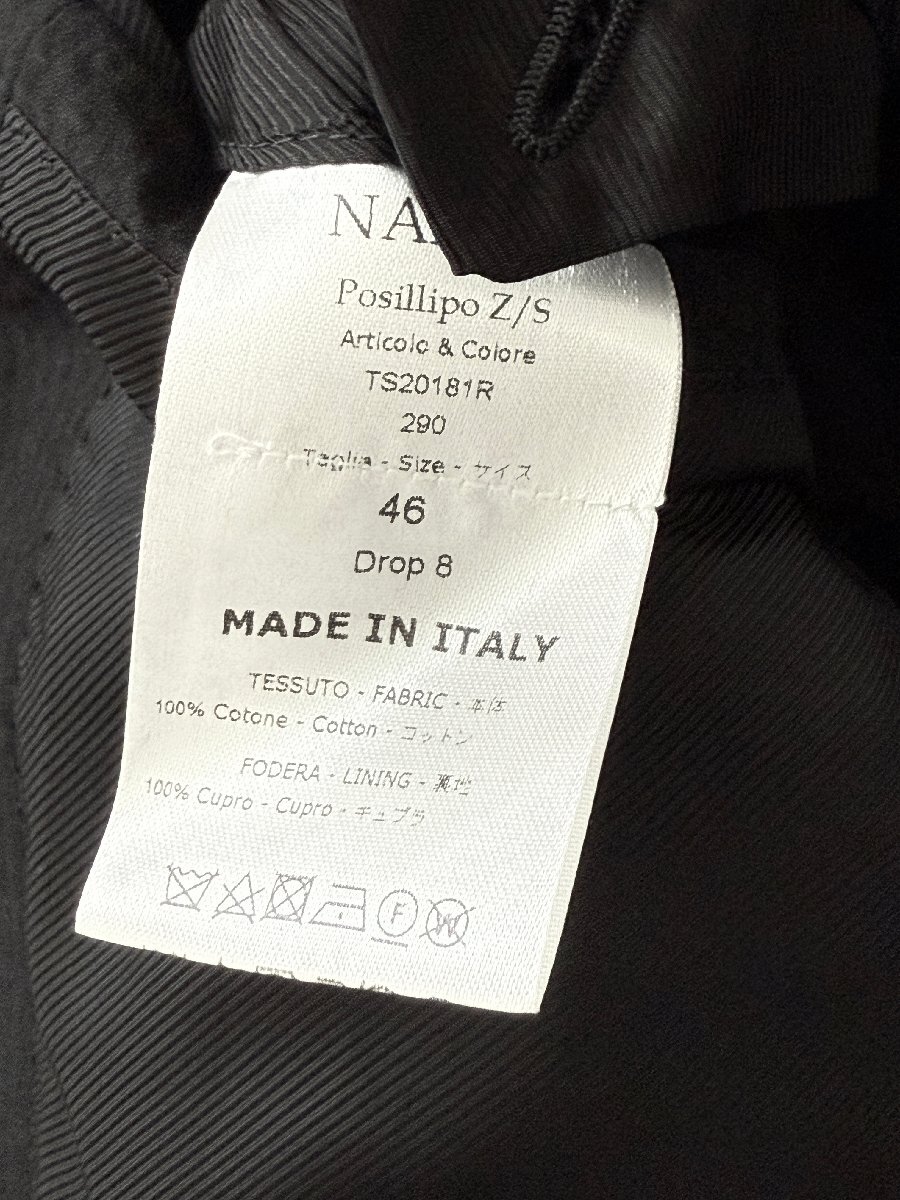 Posillipo Z/S
Articolo & Colore
TS20181R
290
Taglia - Size - サイズ
46
Drop 8
MADE IN ITALY
TESSUTO - FABRIC - 本体
100% Cotone - Cotton - コットン
FODERA - LINING - 裏地
100% Cupro - Cupro - キュプラ
F
W